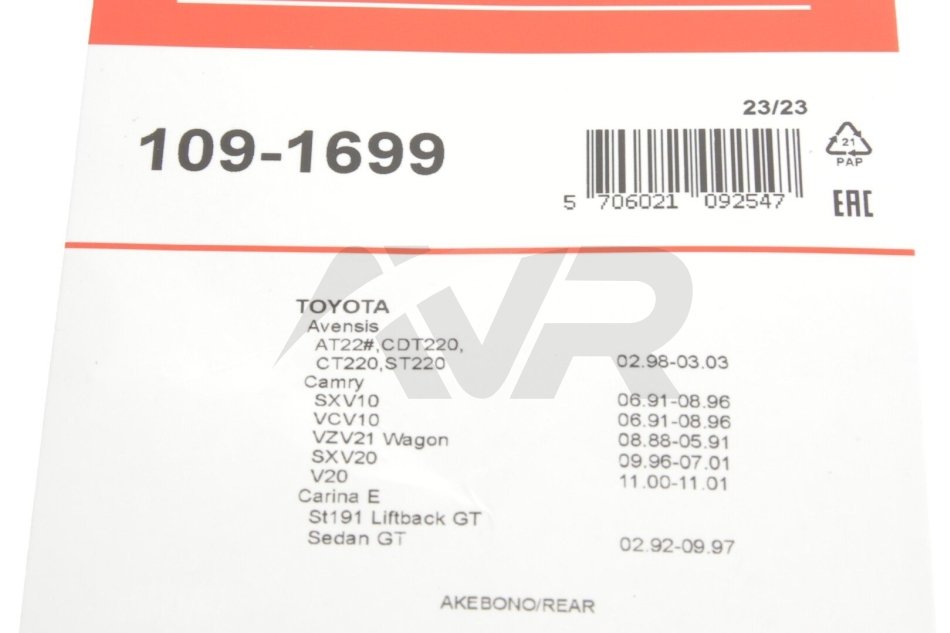 23/23
109-1699
5 706021 092547
21
PAP
EAC
VR
TOYOTA
Avensis
AT22#,CDT220,
CT220,ST220 02.98-03.03
Camry
SXV10 06.91-08.96
VCV10 06.91-08.96
VZV21 Wagon 08.88-05.91
SXV20 09.96-07.01
V20 11.00-11.01
Carina E
St191 Liftback GT
Sedan GT 02.92-09.97
AKEBONO/REAR